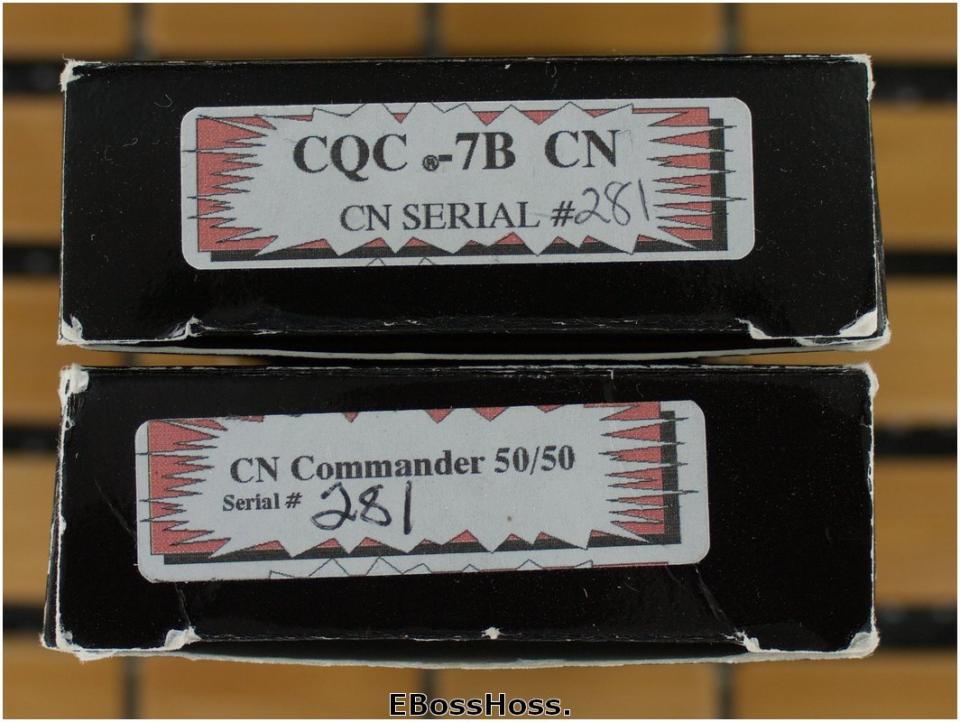 CQC ®-7B CN
CN SERIAL #281
CN Commander 50/50
Serial # 281
EBossHoss.